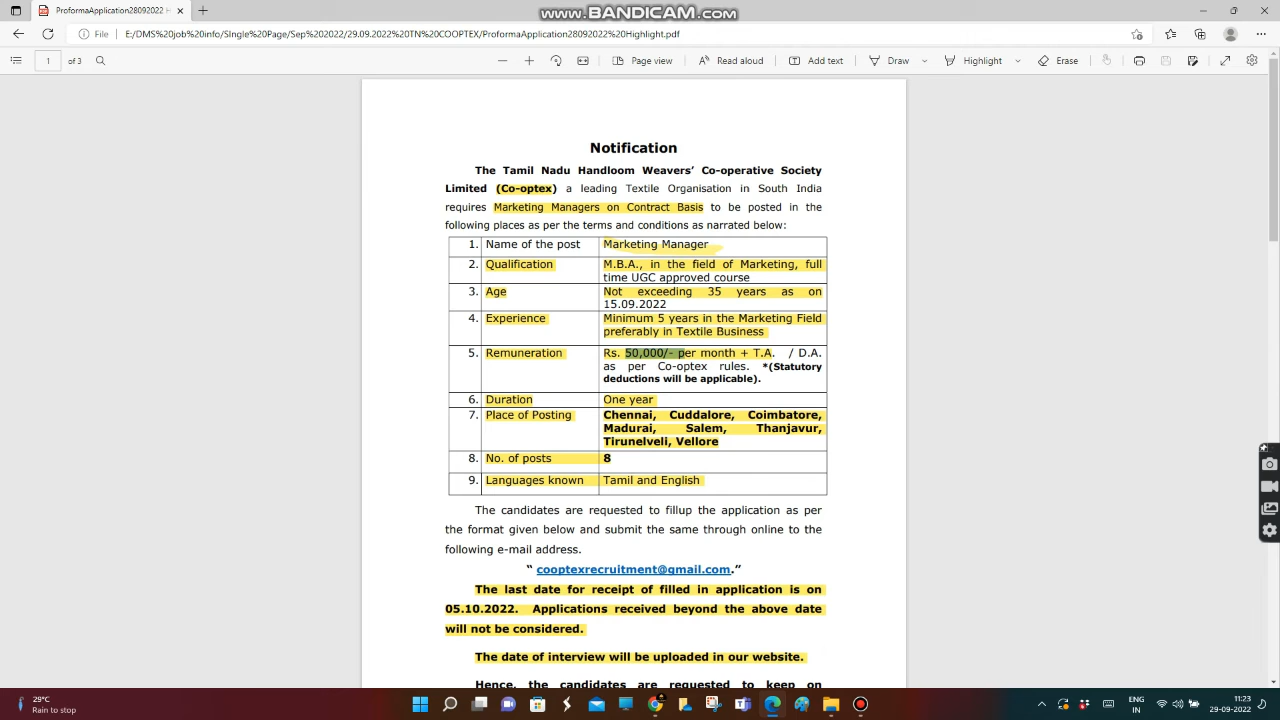 ProformaApplication28092022 H
www.BANDICAM.com
File
E:/DMS%20job%20info/SIngle%20Page/Sep%202022/29.09.2022%20TN%20COOPTEX/ProformaApplication28092022%20Highlight.pdf
1 of 3
Page view
Read aloud
Add text
Draw
Highlight
Erase
Notification
The Tamil Nadu Handloom Weavers' Co-operative Society
Limited (Co-optex) a leading Textile Organisation in South India
requires Marketing Managers on Contract Basis to be posted in the
following places as per the terms and conditions as narrated below:
1. Name of the post Marketing Manager
2. Qualification M.B.A., in the field of Marketing, full
time UGC approved course
3. Age Not exceeding 35 years as on
15.09.2022
4. Experience Minimum 5 years in the Marketing Field
preferably in Textile Business
5. Remuneration Rs. 50,000/- per month + T.A. / D.A.
as per Co-optex rules. *(Statutory
deductions will be applicable).
6. Duration One year
7. Place of Posting Chennai, Cuddalore, Coimbatore,
Madurai, Salem, Thanjavur,
Tirunelveli, Vellore
8. No. of posts 8
9. Languages known Tamil and English
The candidates are requested to fillup the application as per
the format given below and submit the same through online to the
following e-mail address.
" cooptexrecruitment@gmail.com."
The last date for receipt of filled in application is on
05.10.2022. Applications received beyond the above date
will not be considered.
The date of interview will be uploaded in our website.
Hence, the candidates are requested to keep on
29°C
Rain to stop
ENG
IN
11:23
29-09-2022